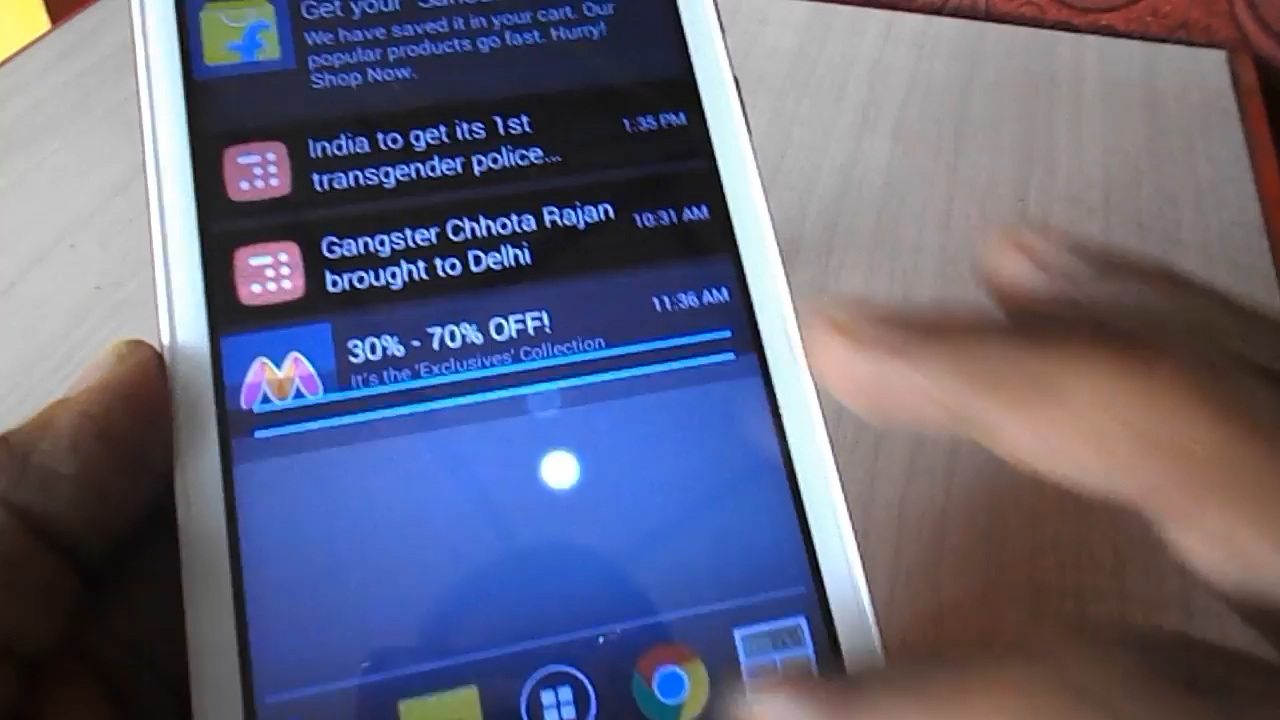 Get your
We have saved it in your cart. Our
popular products go fast. Hurry!
Shop Now.
India to get its 1st
transgender police...
1:35 PM
Gangster Chhota Rajan
brought to Delhi
10:31 AM
30% - 70% OFF!
11:36 AM
It's the 'Exclusives' Collection